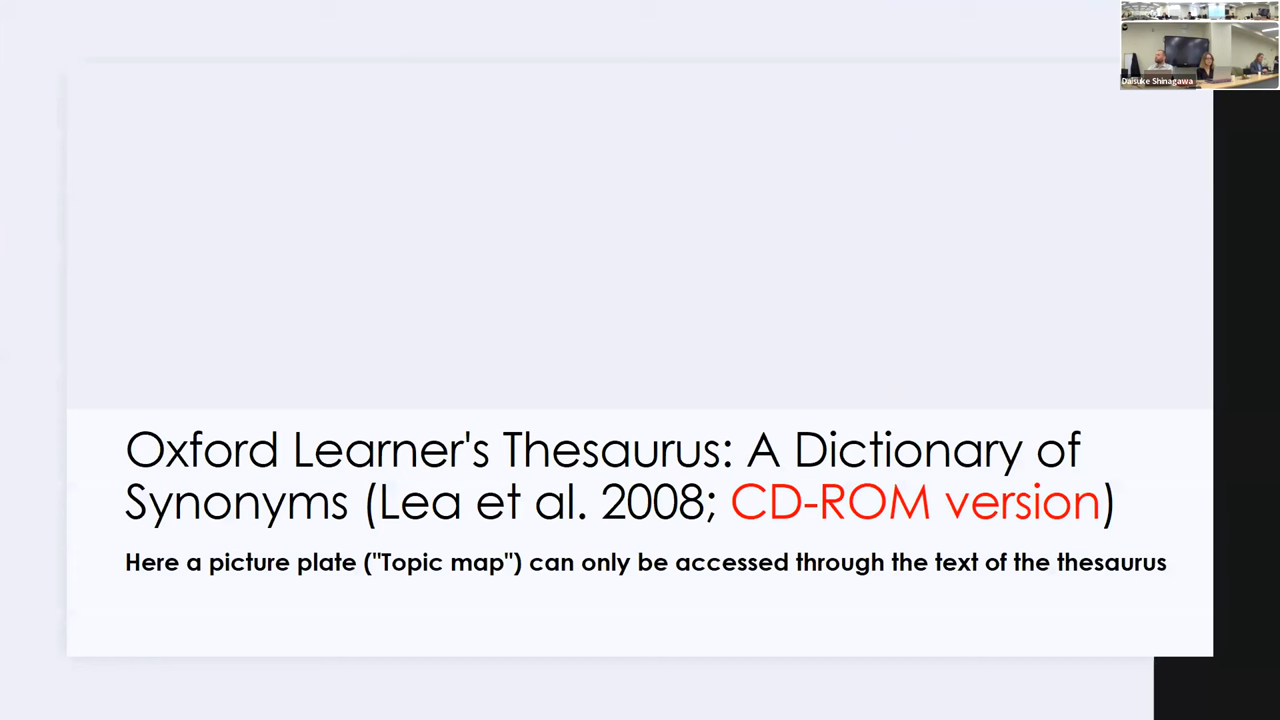 Daisuke Shinagawa
Oxford Learner's Thesaurus: A Dictionary of
Synonyms (Lea et al. 2008; CD-ROM version)
Here a picture plate ("Topic map") can only be accessed through the text of the thesaurus